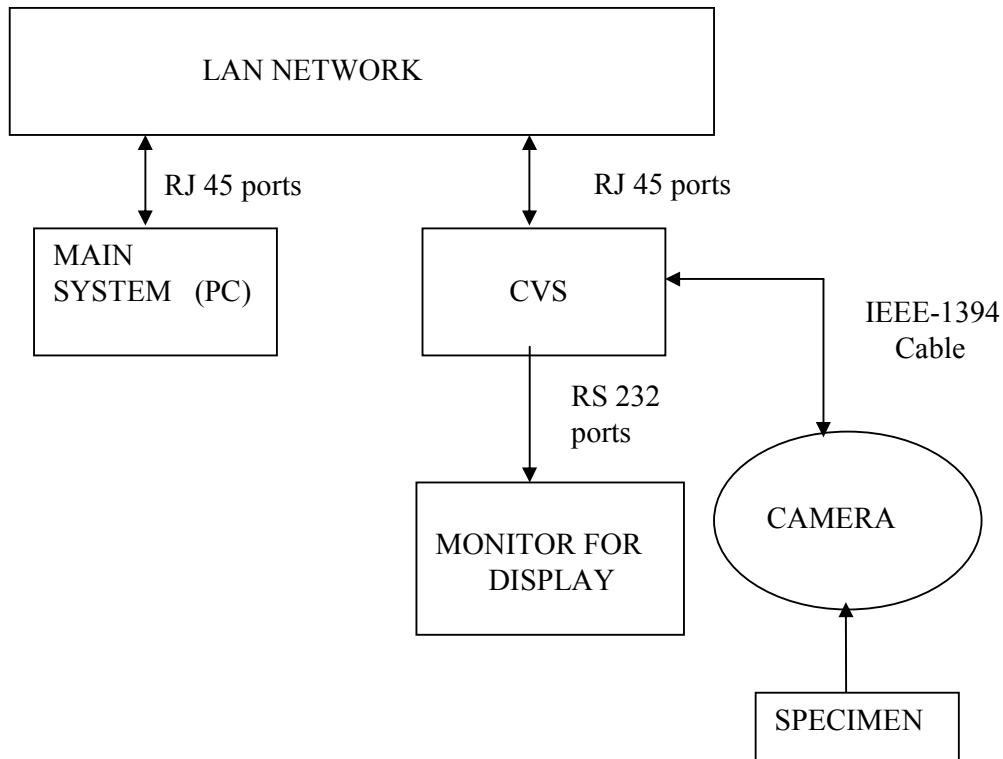 LAN NETWORK
RJ 45 ports
RJ 45 ports
MAIN
SYSTEM (PC)
CVS
IEEE-1394
Cable
RS 232
ports
MONITOR FOR
DISPLAY
CAMERA
SPECIMEN